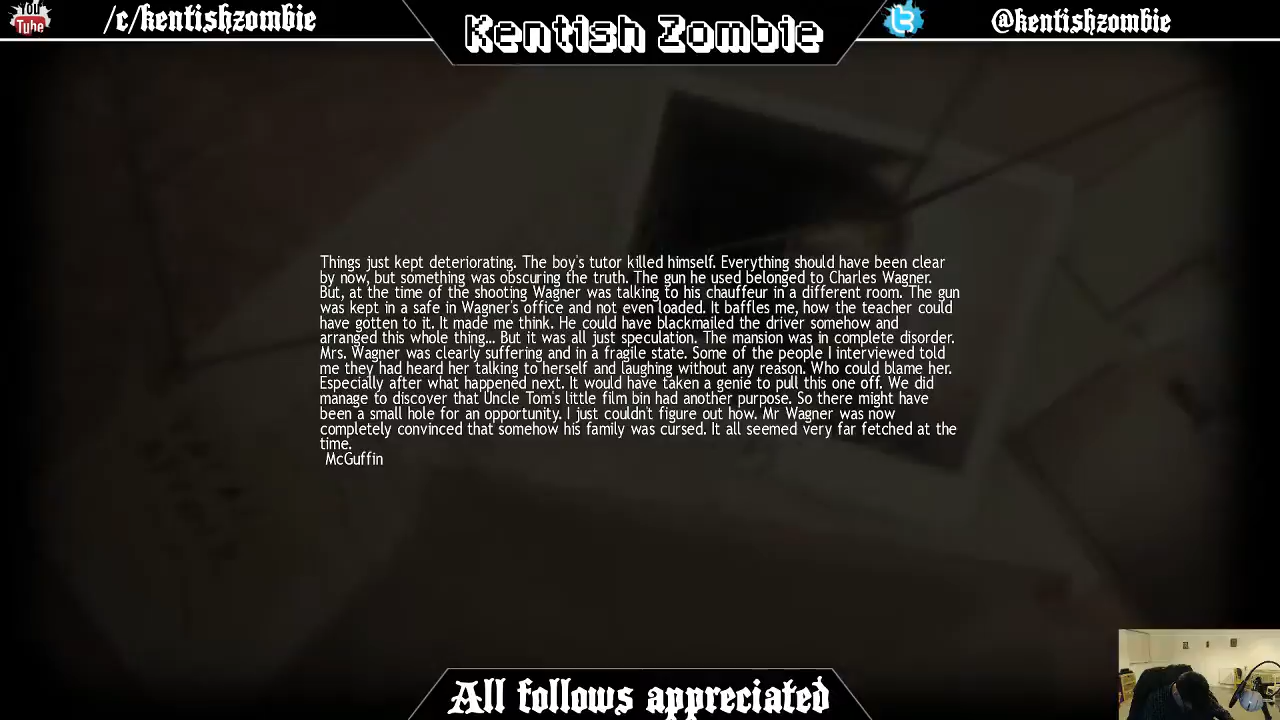 You
Tube
/c/kentishzombie
Kentish Zombie
@kentishzombie
Things just kept deteriorating. The boy's tutor killed himself. Everything should have been clear
by now, but something was obscuring the truth. The gun he used belonged to Charles Wagner.
But, at the time of the shooting Wagner was talking to his chauffeur in a different room. The gun
was kept in a safe in Wagner's office and not even loaded. It baffles me, how the teacher could
have gotten to it. It made me think. He could have blackmailed the driver somehow and
arranged this whole thing... But it was all just speculation. The mansion was in complete disorder.
Mrs. Wagner was clearly suffering and in a fragile state. Some of the people I interviewed told
me they had heard her talking to herself and laughing without any reason. Who could blame her.
Especially after what happened next. It would have taken a genie to pull this one off. We did
manage to discover that Uncle Tom's little film bin had another purpose. So there might have
been a small hole for an opportunity. I just couldn't figure out how. Mr Wagner was now
completely convinced that somehow his family was cursed. It all seemed very far fetched at the
time.
McGuffin
All follows appreciated